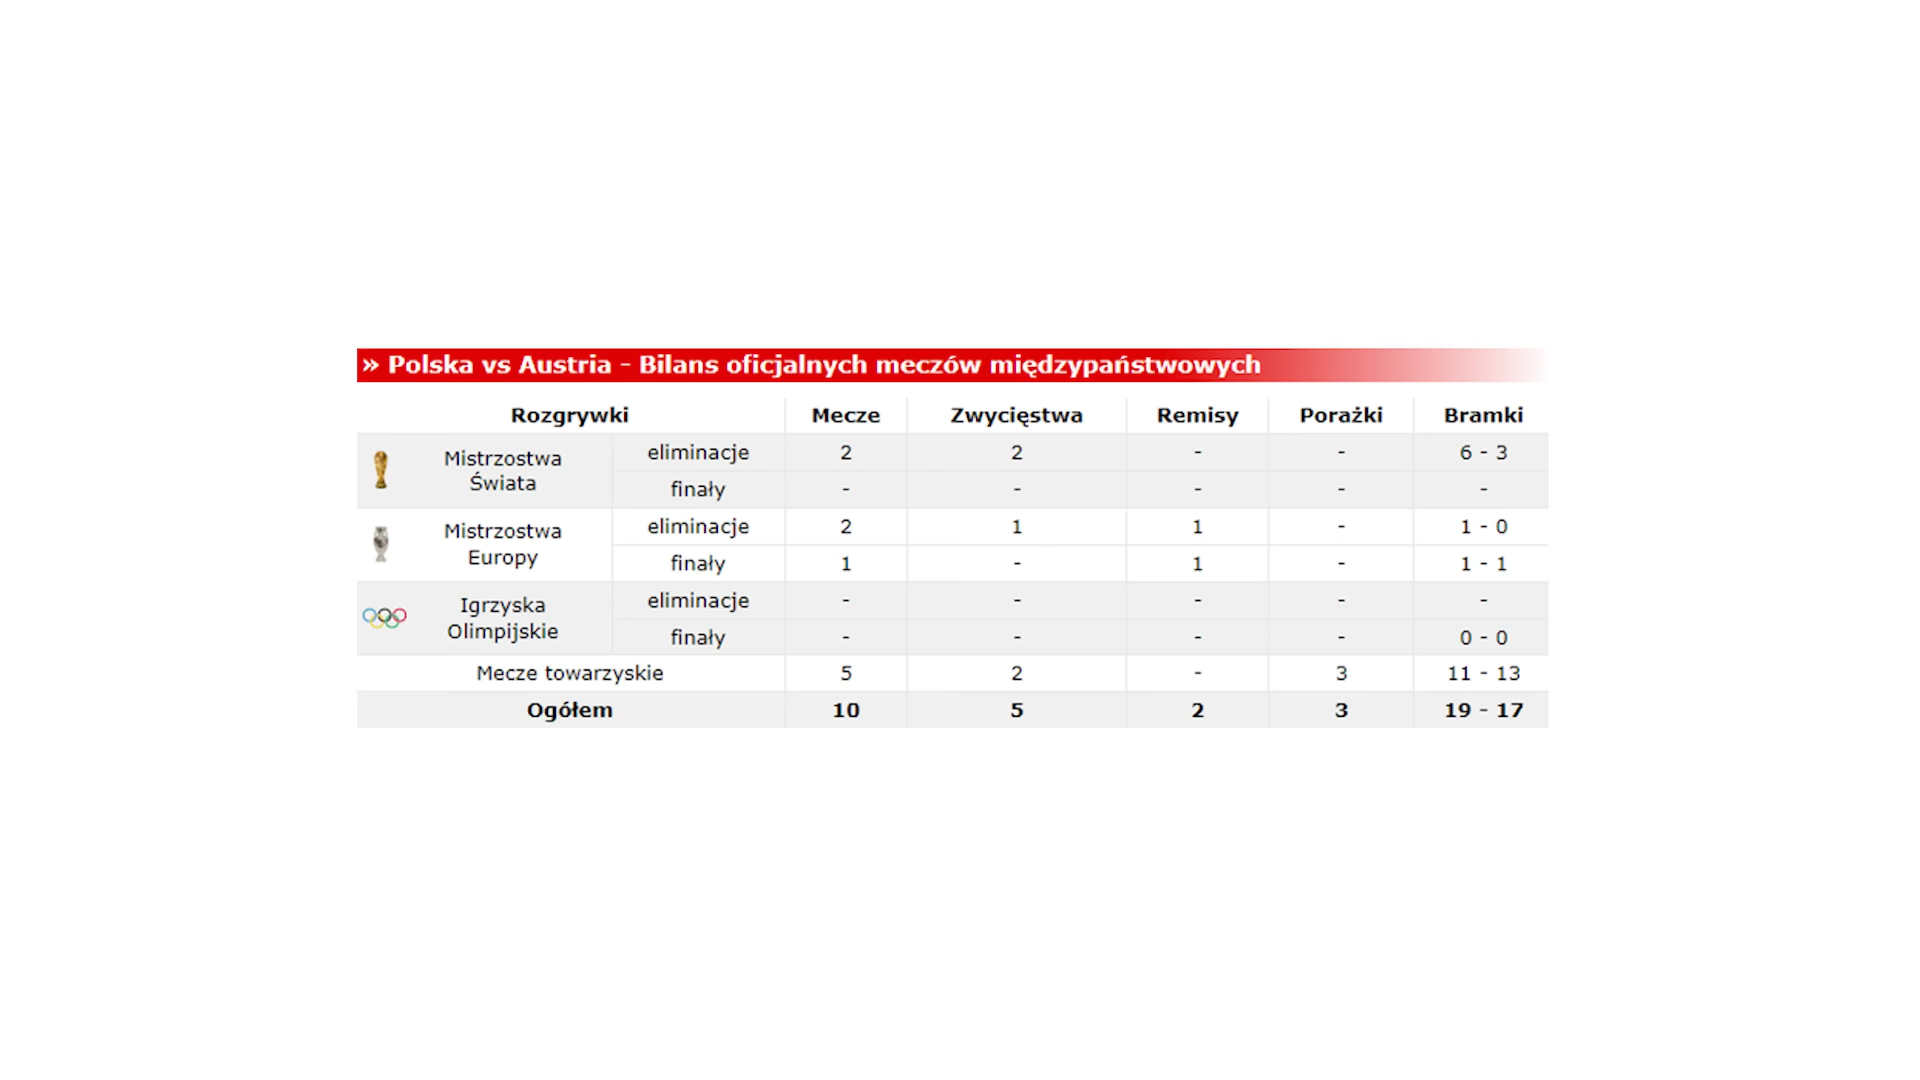 » Polska vs Austria - Bilans oficjalnych meczów międzypaństwowych
Rozgrywki Mecze Zwycięstwa Remisy Porażki Bramki
Mistrzostwa Świata eliminacje 2 2 - - 6 - 3
finały - - - - -
Mistrzostwa Europy eliminacje 2 1 1 - 1 - 0
finały 1 - 1 - 1 - 1
Igrzyska Olimpijskie eliminacje - - - - -
finały - - - - 0 - 0
Mecze towarzyskie 5 2 - 3 11 - 13
Ogółem 10 5 2 3 19 - 17